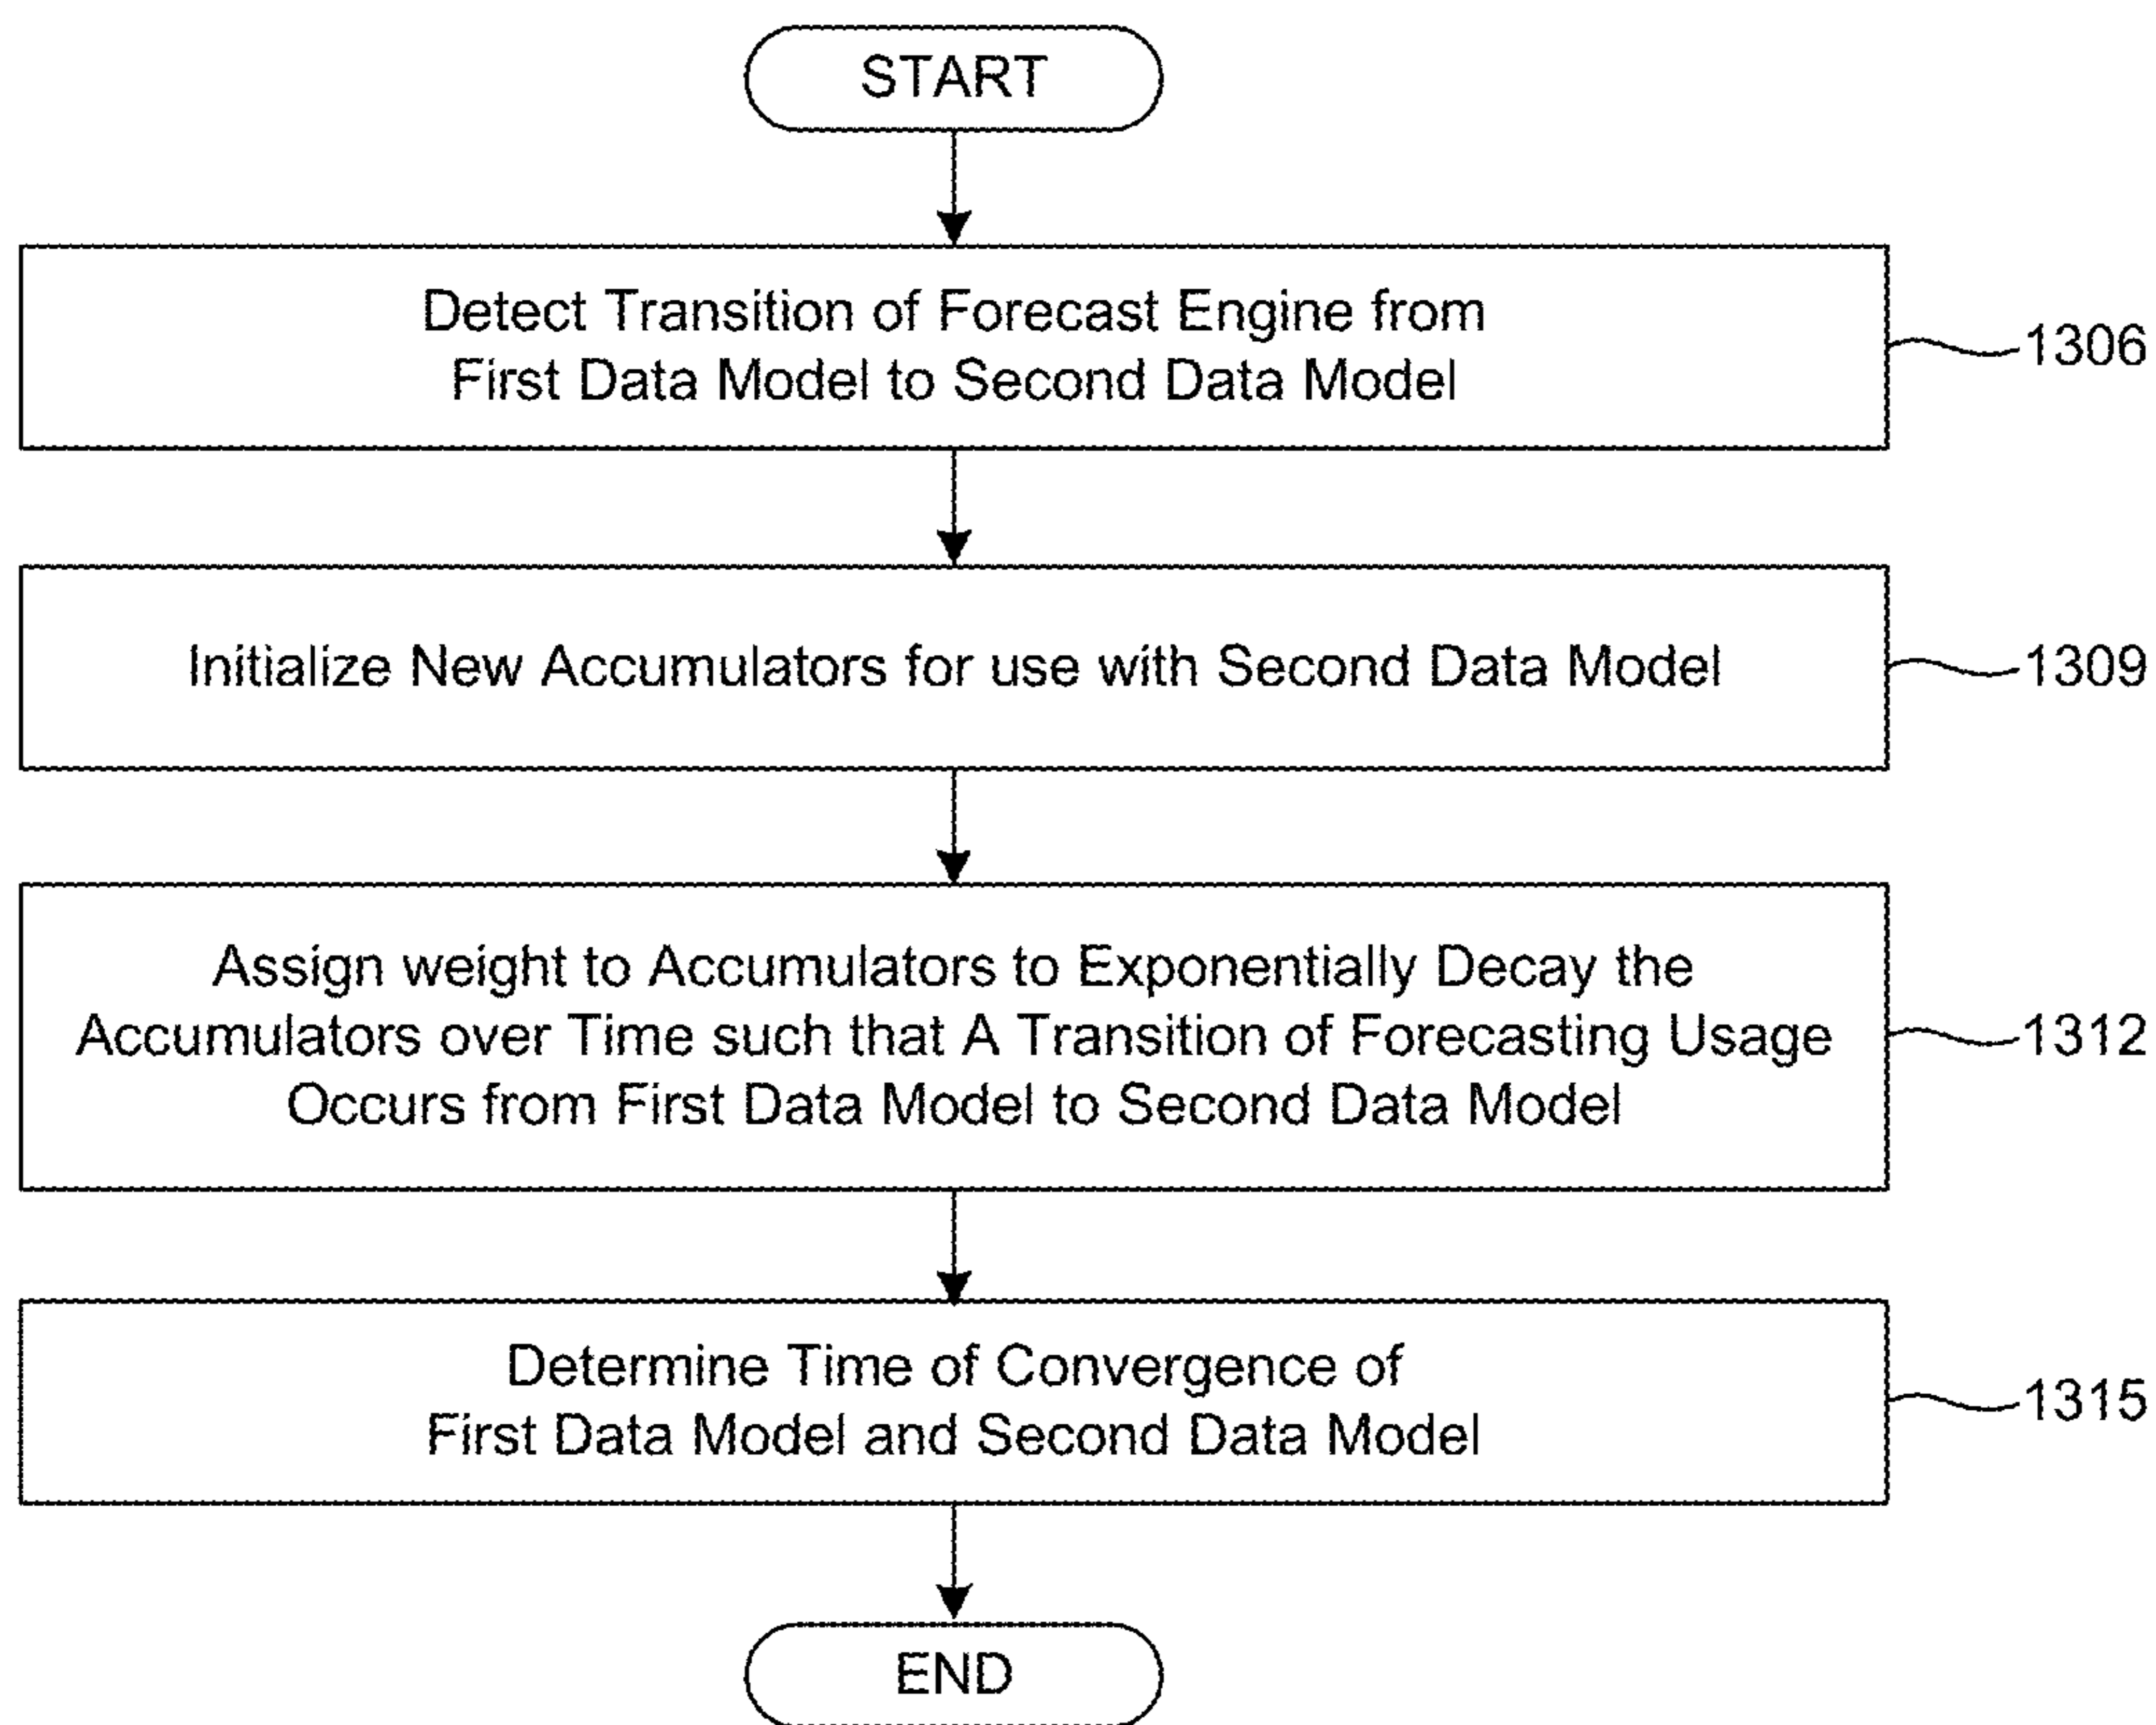 START
Detect Transition of Forecast Engine from
First Data Model to Second Data Model
1306
Initialize New Accumulators for use with Second Data Model
1309
Assign weight to Accumulators to Exponentially Decay the
Accumulators over Time such that A Transition of Forecasting Usage
Occurs from First Data Model to Second Data Model
1312
Determine Time of Convergence of
First Data Model and Second Data Model
1315
END